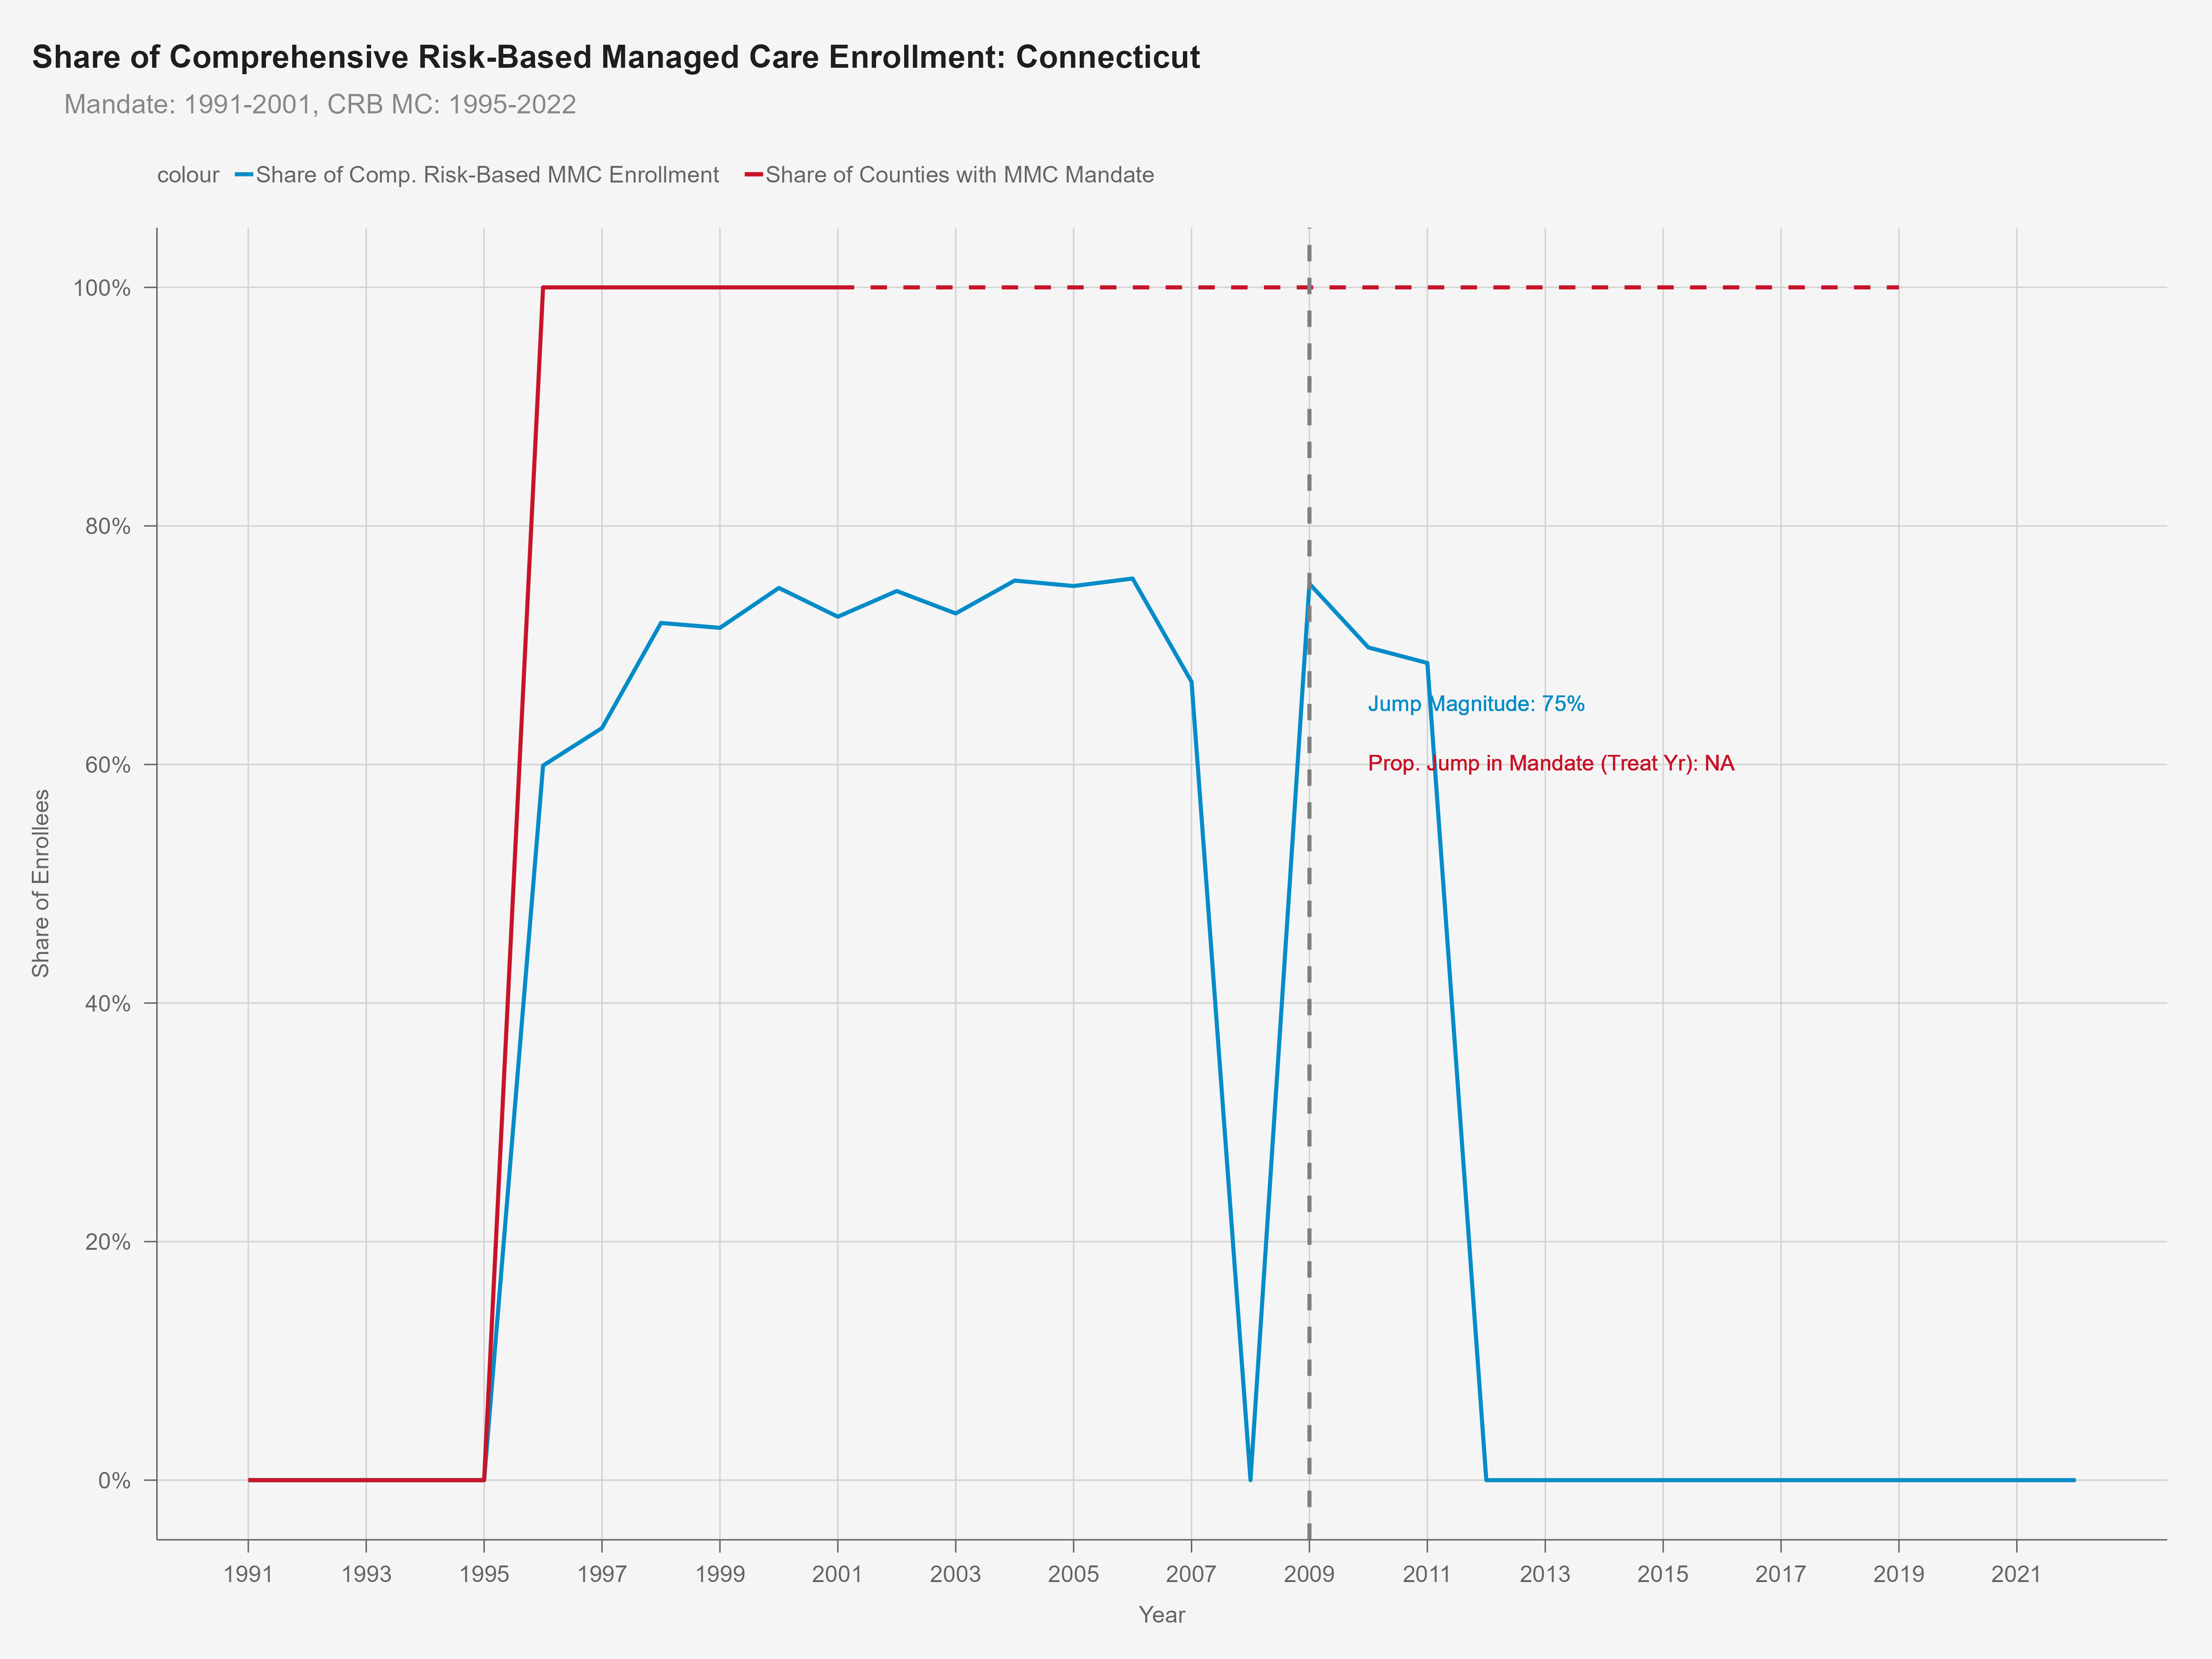 Share of Comprehensive Risk-Based Managed Care Enrollment: Connecticut
Mandate: 1991-2001, CRB MC: 1995-2022
colour Share of Comp. Risk-Based MMC Enrollment Share of Counties with MMC Mandate
100%
80%
60%
40%
20%
0%
Share of Enrollees
Jump Magnitude: 75%
Prop. Jump in Mandate (Treat Yr): NA
1991 1993 1995 1997 1999 2001 2003 2005 2007 2009 2011 2013 2015 2017 2019 2021
Year